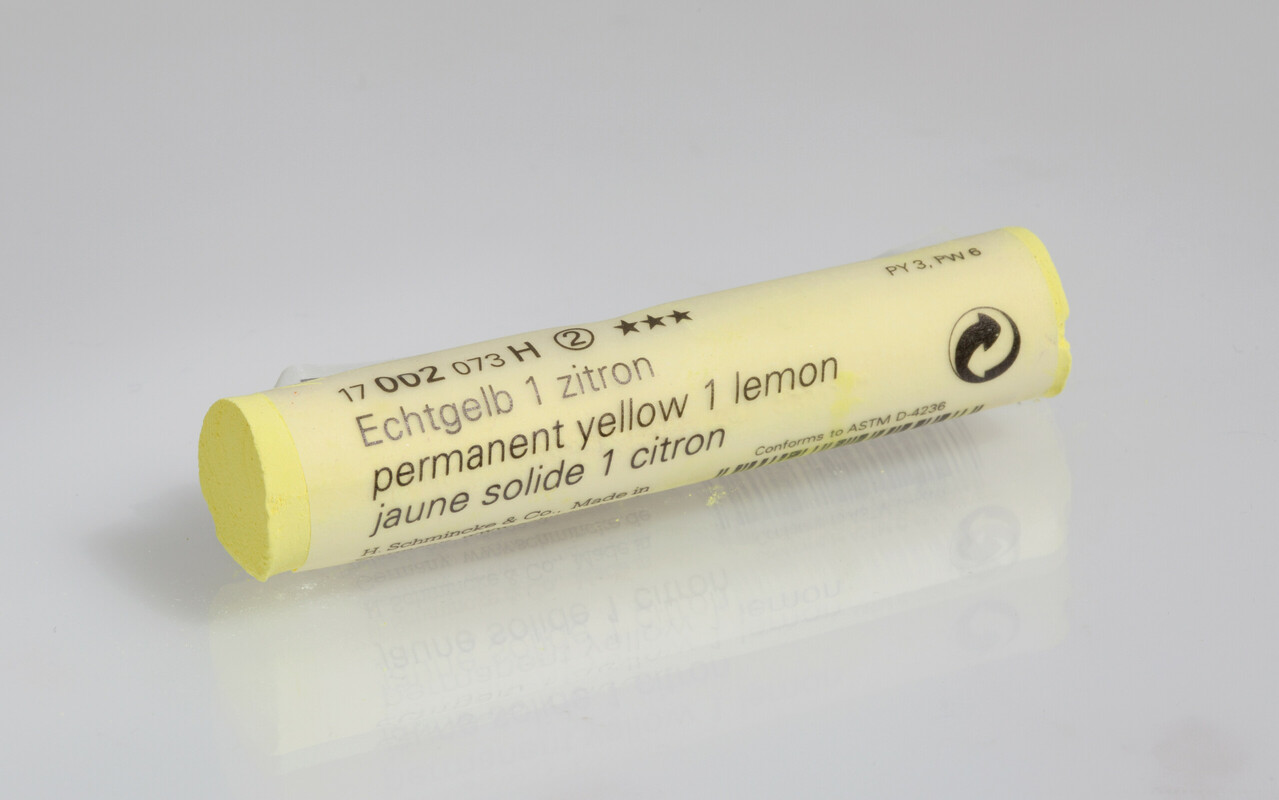 17 002 073 H ② ★★★
PY 3, PW 6
Echtgelb 1 zitron
permanent yellow 1 lemon
jaune solide 1 citron
Conforms to ASTM D-4236
H. Schmincke & Co., Made in